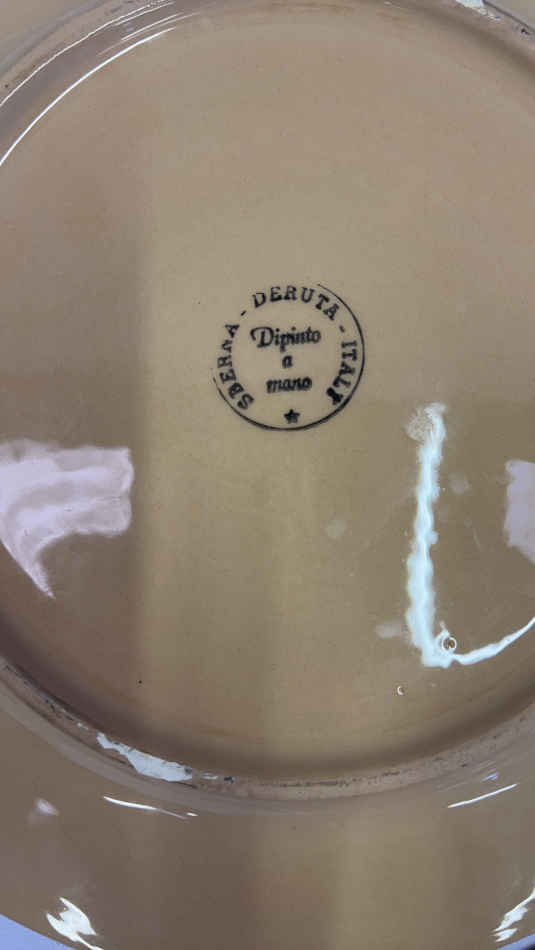 SBERNA - DERUTA - ITALY
Dipinto
a
mano